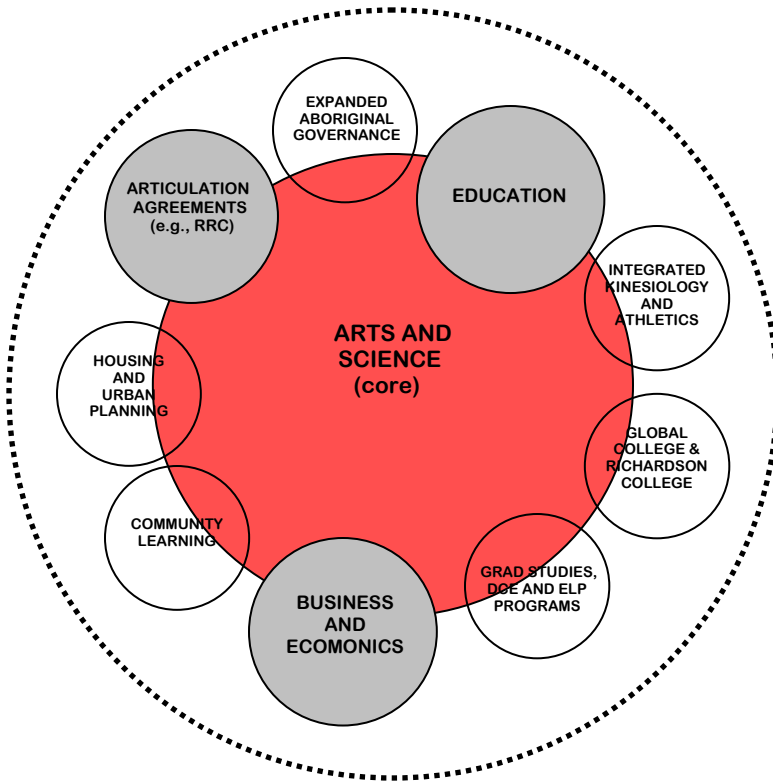 EXPANDED
ABORIGINAL
GOVERNANCE
ARTICULATION
AGREEMENTS
(e.g., RRC)
EDUCATION
INTEGRATED
KINESIOLOGY
AND
ATHLETICS
ARTS AND
SCIENCE
(core)
HOUSING
AND
URBAN
PLANNING
GLOBAL
COLLEGE &
RICHARDSON
COLLEGE
COMMUNITY
LEARNING
GRAD STUDIES,
DCE AND ELP
PROGRAMS
BUSINESS
AND
ECOMONICS